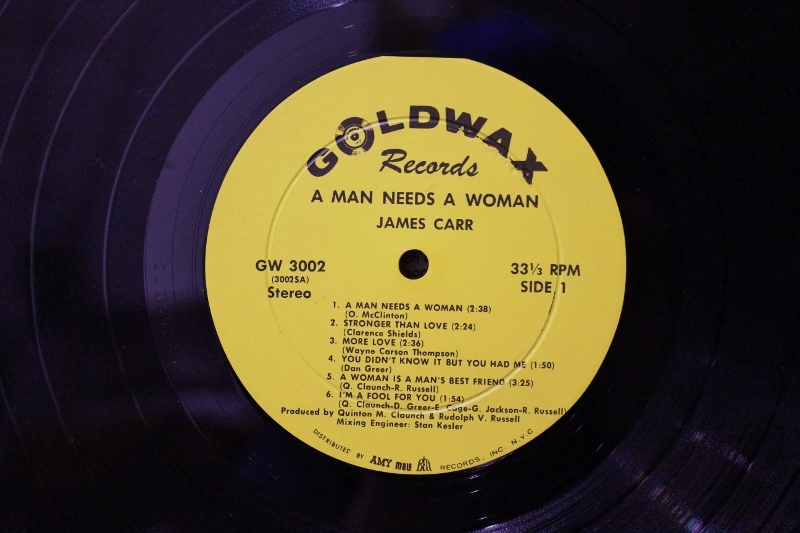 GOLDWAX
Records
A MAN NEEDS A WOMAN
JAMES CARR
GW 3002
(3002SA)
Stereo
33⅓ RPM
SIDE 1
1. A MAN NEEDS A WOMAN (2:38)
(O. McClinton)
2. STRONGER THAN LOVE (2:24)
(Clarence Shields)
3. MORE LOVE (2:36)
(Wayne Carson Thompson)
4. YOU DIDN'T KNOW IT BUT YOU HAD ME (1:50)
(Dan Greer)
5. A WOMAN IS A MAN'S BEST FRIEND (3:25)
(Q. Claunch-R. Russell)
6. I'M A FOOL FOR YOU (1:54)
(Q. Claunch-D. Greer-E. Cage-G. Jackson-R. Russell)
Produced by Quinton M. Claunch & Rudolph V. Russell
Mixing Engineer: Stan Kesler
DISTRIBUTED BY AMY mala BELL RECORDS, INC. N.Y.C